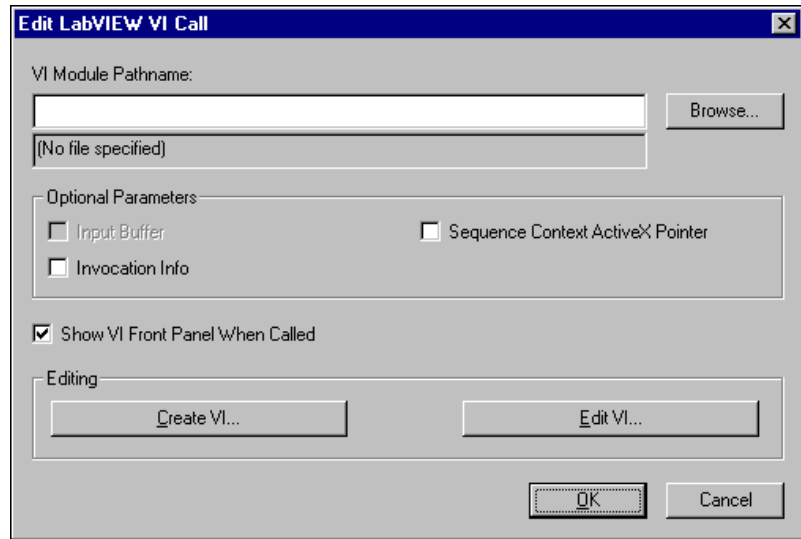 Edit LabVIEW VI Call
VI Module Pathname:
Browse...
(No file specified)
Optional Parameters
Input Buffer
Sequence Context ActiveX Pointer
Invocation Info
Show VI Front Panel When Called
Editing
Create VI...
Edit VI...
OK
Cancel